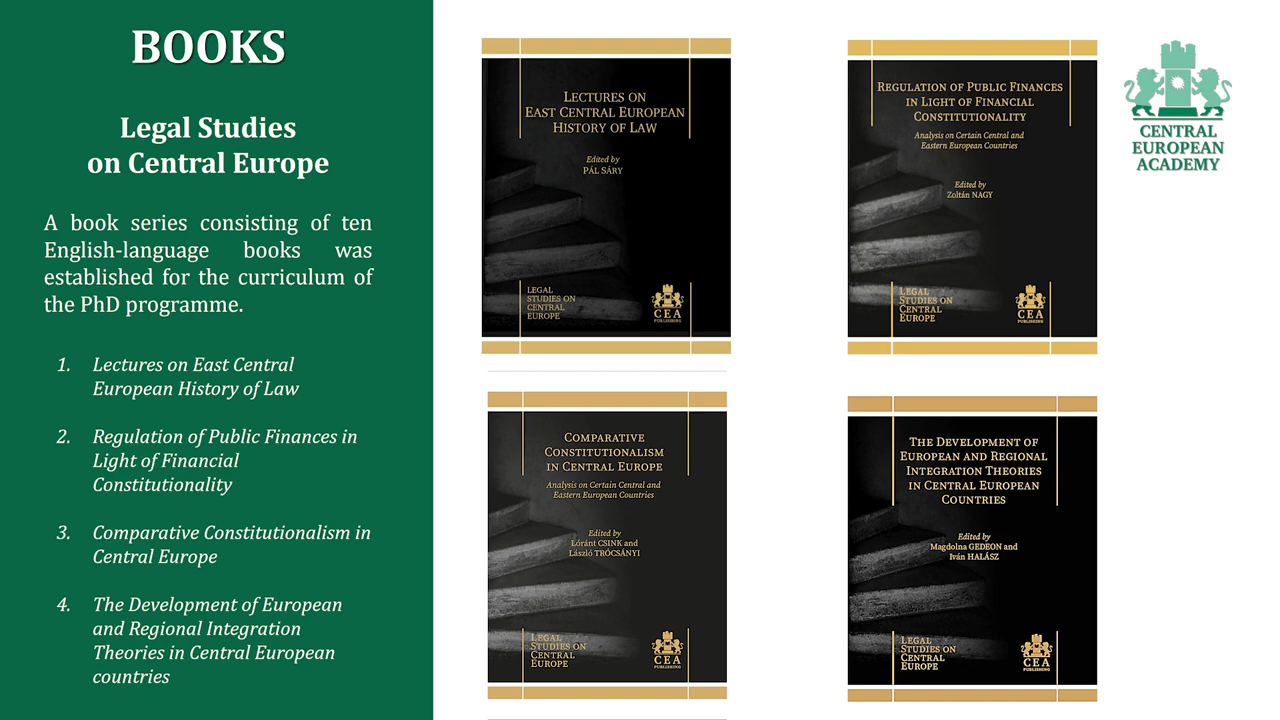 BOOKS
Legal Studies
on Central Europe
A book series consisting of ten
English-language books was
established for the curriculum of
the PhD programme.
1. Lectures on East Central
European History of Law
2. Regulation of Public Finances in
Light of Financial
Constitutionality
3. Comparative Constitutionalism in
Central Europe
4. The Development of European
and Regional Integration
Theories in Central European
countries
LECTURES ON
EAST CENTRAL EUROPEAN
HISTORY OF LAW
Edited by
PÁL SÁRY
LEGAL
STUDIES ON
CENTRAL
EUROPE
CEA
PUBLISHING
REGULATION OF PUBLIC FINANCES
IN LIGHT OF FINANCIAL
CONSTITUTIONALITY
Analysis on Certain Central and
Eastern European Countries
Edited by
Zoltán NAGY
LEGAL
STUDIES ON
CENTRAL
EUROPE
CEA
PUBLISHING
CENTRAL
EUROPEAN
ACADEMY
COMPARATIVE
CONSTITUTIONALISM
IN CENTRAL EUROPE
Analysis on Certain Central and
Eastern European Countries
Edited by
Lóránt CSINK and
László TRÓCSÁNYI
LEGAL
STUDIES ON
CENTRAL
EUROPE
CEA
PUBLISHING
THE DEVELOPMENT OF
EUROPEAN AND REGIONAL
INTEGRATION THEORIES
IN CENTRAL EUROPEAN
COUNTRIES
Edited by
Magdolna GEDEON and
Iván HALÁSZ
LEGAL
STUDIES ON
CENTRAL
EUROPE
CEA
PUBLISHING